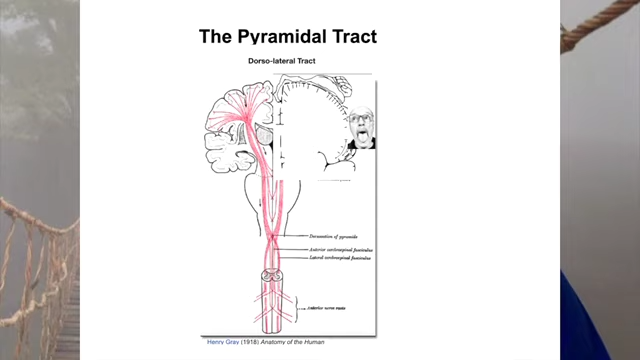 The Pyramidal Tract
Dorso-lateral Tract
Decussation of pyramids
Anterior cerebrospinal fasciculus
Lateral cerebrospinal fasciculus
Anterior nerve roots
Henry Gray (1918) Anatomy of the Human